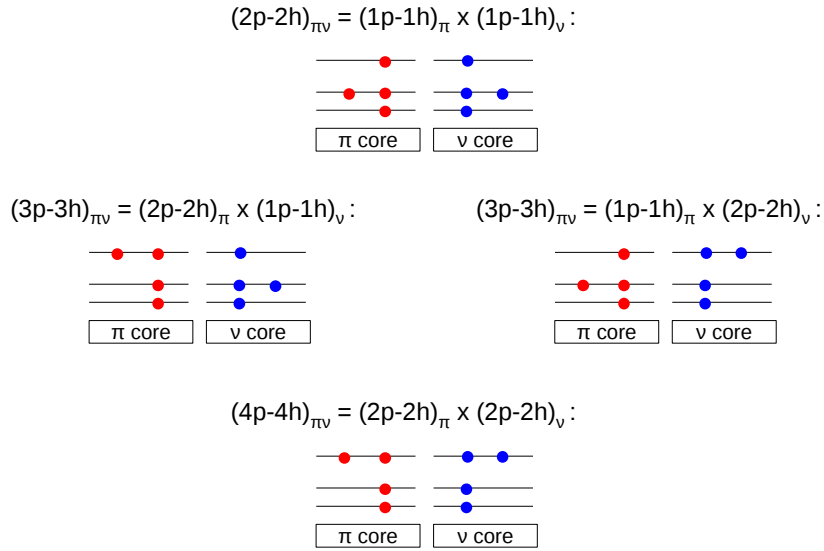 (2p-2h)πν = (1p-1h)π x (1p-1h)ν :
π core ν core
(3p-3h)πν = (2p-2h)π x (1p-1h)ν : (3p-3h)πν = (1p-1h)π x (2p-2h)ν :
π core ν core π core ν core
(4p-4h)πν = (2p-2h)π x (2p-2h)ν :
π core ν core